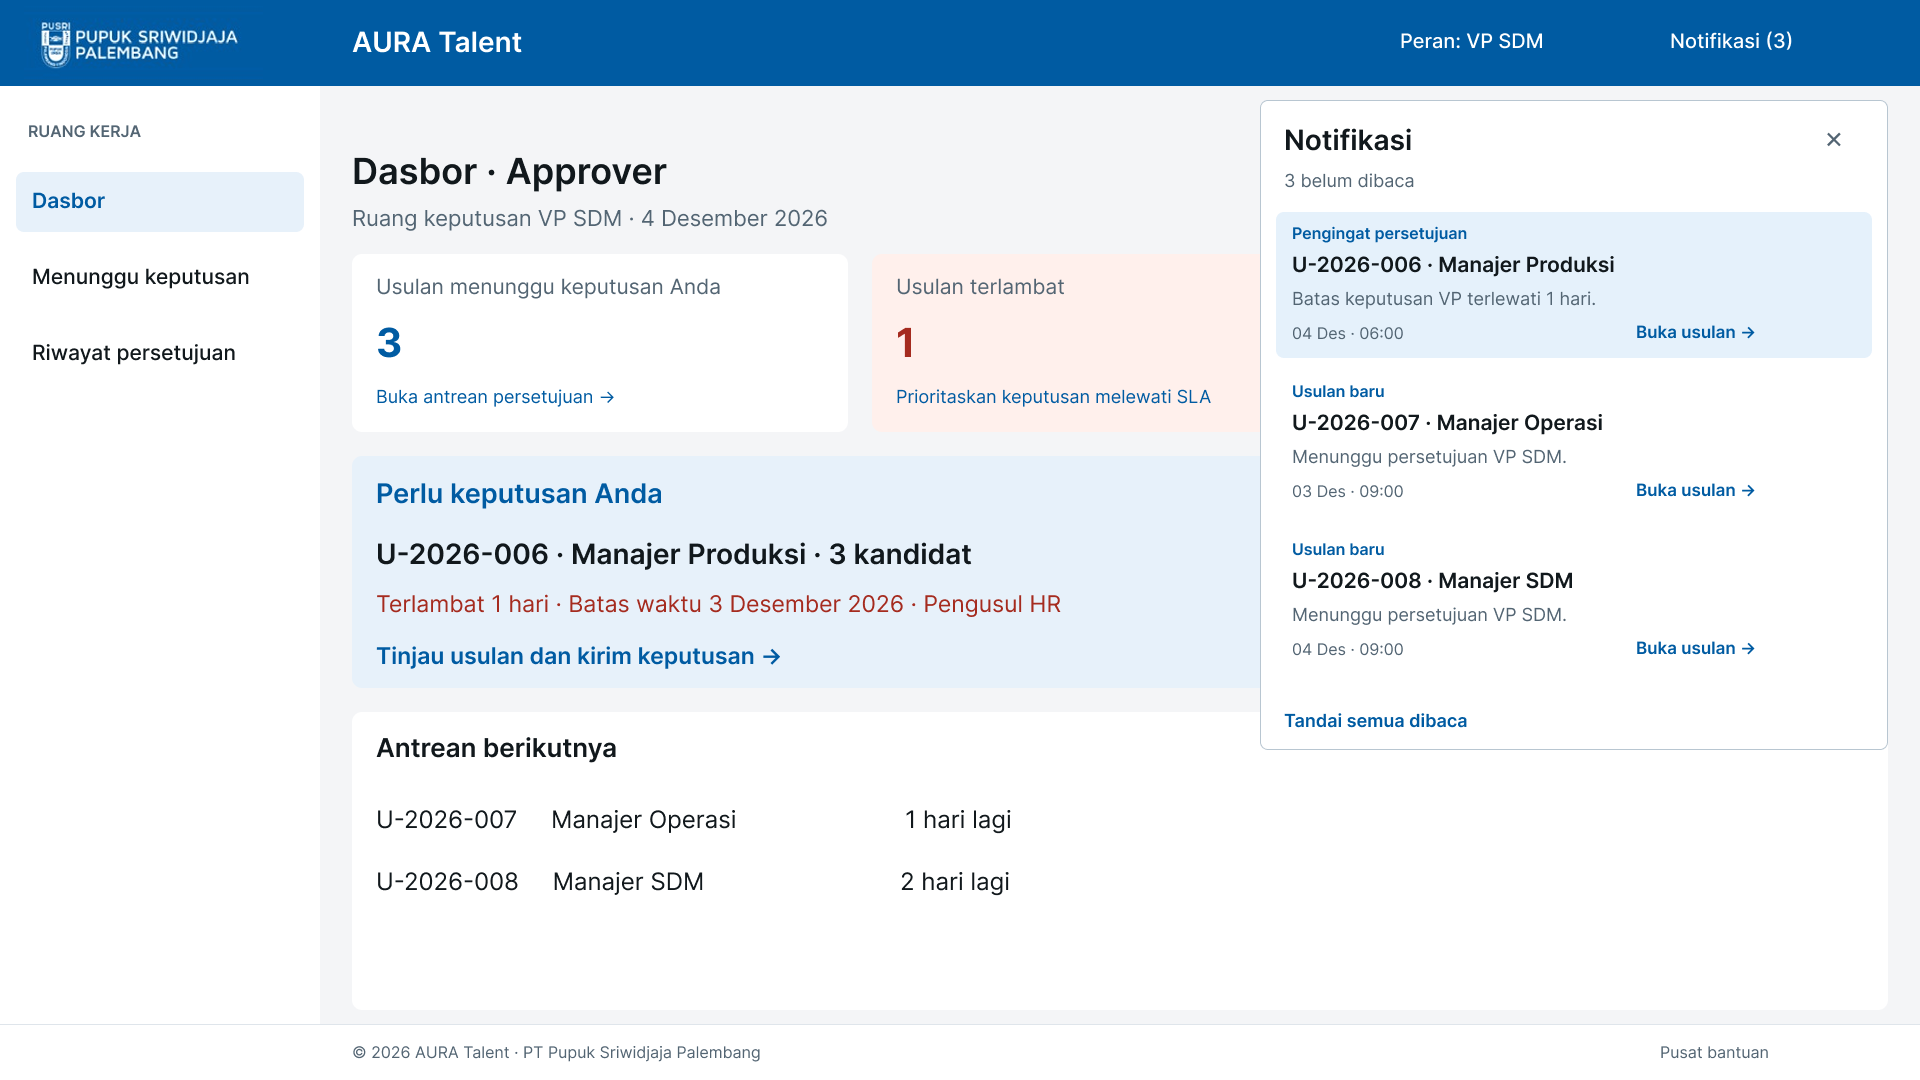 PUSRI
PUPUK SRIWIDJAJA
PALEMBANG
AURA Talent
Peran: VP SDM
Notifikasi (3)
RUANG KERJA
Dasbor
Menunggu keputusan
Riwayat persetujuan
Dasbor · Approver
Ruang keputusan VP SDM · 4 Desember 2026
Usulan menunggu keputusan Anda
3
Buka antrean persetujuan →
Usulan terlambat
1
Prioritaskan keputusan melewati SLA
Perlu keputusan Anda
U-2026-006 · Manajer Produksi · 3 kandidat
Terlambat 1 hari · Batas waktu 3 Desember 2026 · Pengusul HR
Tinjau usulan dan kirim keputusan →
Antrean berikutnya
U-2026-007 Manajer Operasi 1 hari lagi
U-2026-008 Manajer SDM 2 hari lagi
Notifikasi ✕
3 belum dibaca
Pengingat persetujuan
U-2026-006 · Manajer Produksi
Batas keputusan VP terlewati 1 hari.
04 Des · 06:00 Buka usulan →
Usulan baru
U-2026-007 · Manajer Operasi
Menunggu persetujuan VP SDM.
03 Des · 09:00 Buka usulan →
Usulan baru
U-2026-008 · Manajer SDM
Menunggu persetujuan VP SDM.
04 Des · 09:00 Buka usulan →
Tandai semua dibaca
© 2026 AURA Talent · PT Pupuk Sriwidjaja Palembang
Pusat bantuan